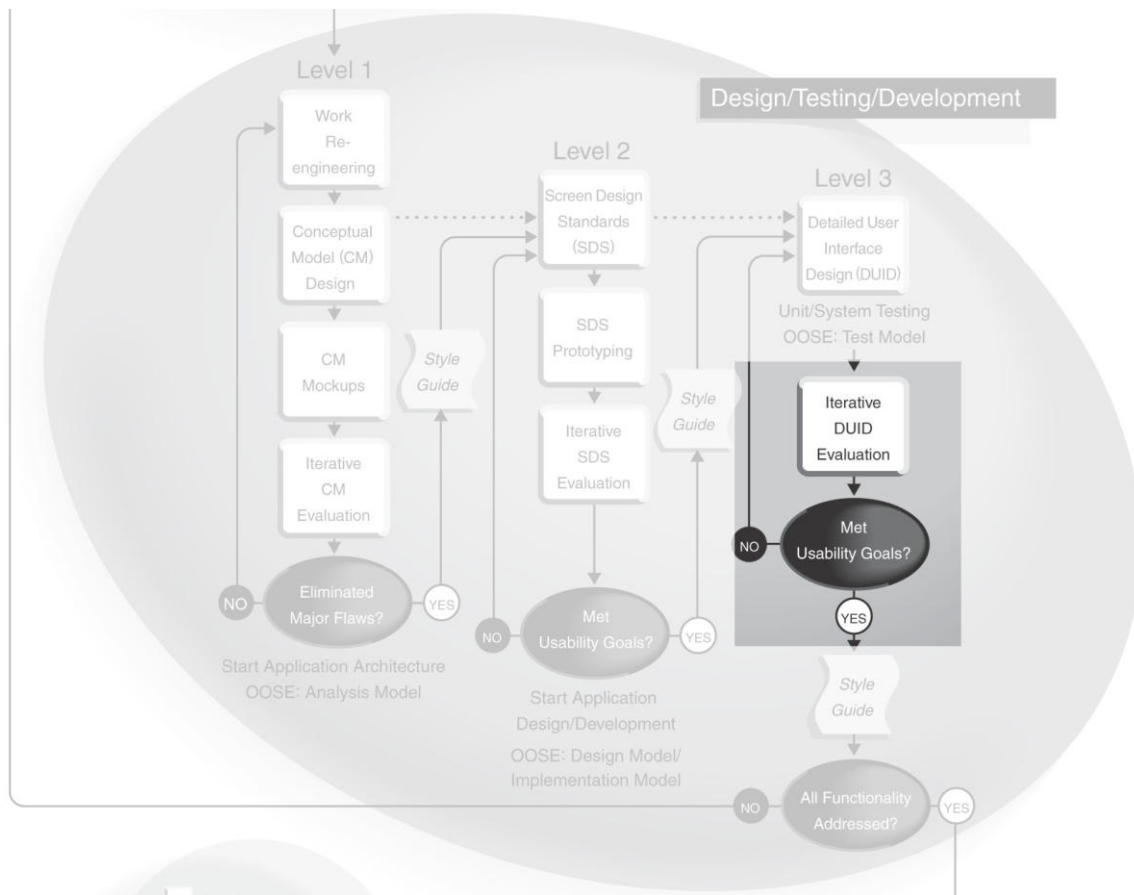 Design/Testing/Development
Level 1
Work
Re-
engineering
Conceptual
Model (CM)
Design
CM
Mockups
Iterative
CM
Evaluation
Eliminated
Major Flaws?
NO
YES
Start Application Architecture
OOSE: Analysis Model
Style
Guide
Level 2
Screen Design
Standards
(SDS)
SDS
Prototyping
Iterative
SDS
Evaluation
Met
Usability Goals?
NO
YES
Start Application
Design/Development
OOSE: Design Model/
Implementation Model
Style
Guide
Level 3
Detailed User
Interface
Design (DUID)
Unit/System Testing
OOSE: Test Model
Iterative
DUID
Evaluation
Met
Usability Goals?
NO
YES
Style
Guide
All Functionality
Addressed?
NO
YES